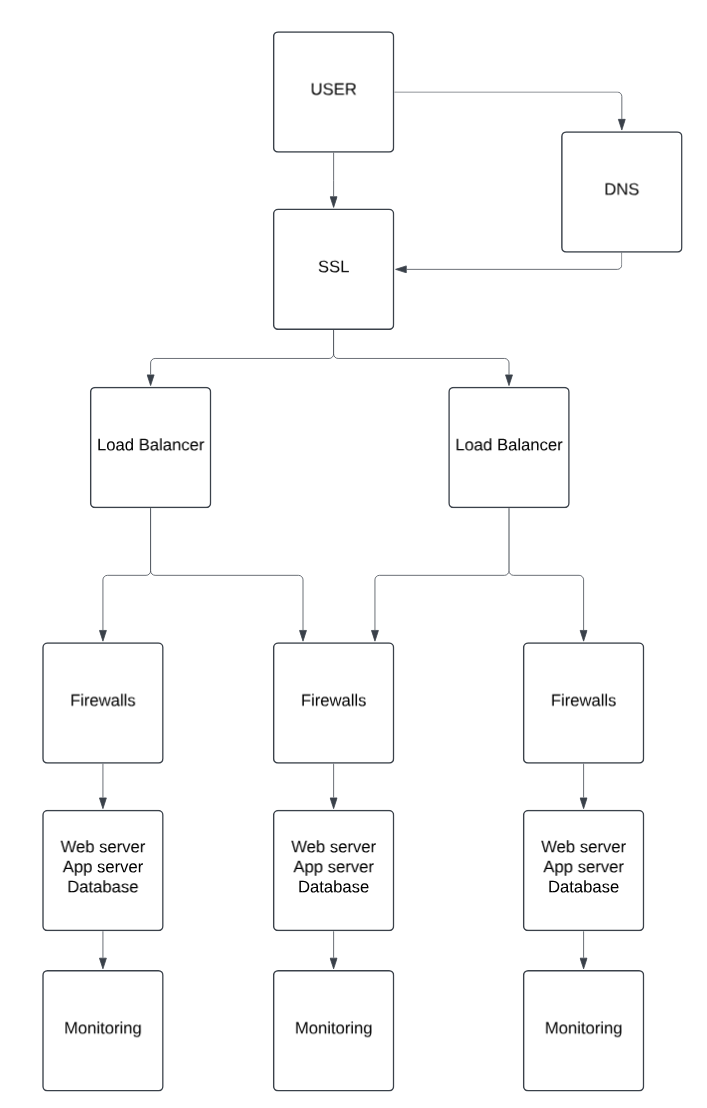 USER
DNS
SSL
Load Balancer
Load Balancer
Firewalls
Firewalls
Firewalls
Web server
App server
Database
Web server
App server
Database
Web server
App server
Database
Monitoring
Monitoring
Monitoring